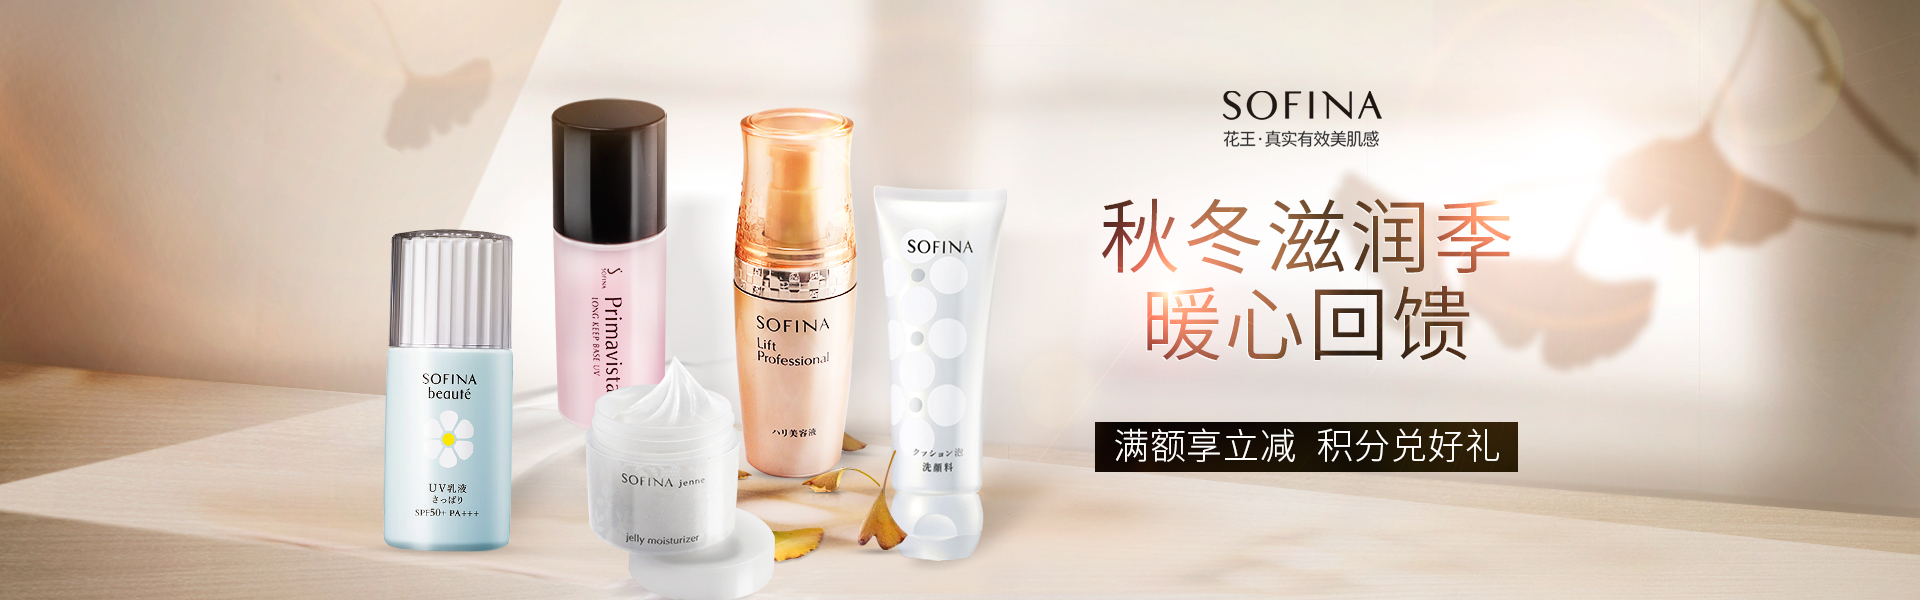 SOFINA
花王·真实有效美肌感
秋冬滋润季
暖心回馈
满额享立减 积分兑好礼
SOFINA
beauté
UV乳液
さっぱり
SPF50+ PA+++
SOFINA
Primavista
LONG KEEP BASE UV
SOFINA jenne
jelly moisturizer
SOFINA
Lift
Professional
ハリ美容液
SOFINA
クッション泡
洗顔料